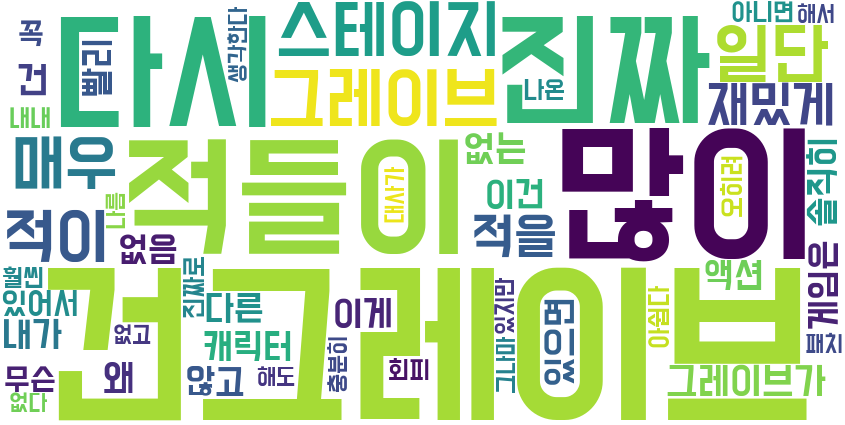 꼭
다시
생각한다
스테이지
진짜
아니면
해서
건
빨리
그레이브
나온
일단
재밌게
내내
매우
적들이
대사가
없는
많이
오히려
솔직히
나름
이건
적이
없음
적을
훨씬
진짜로
건그레이브
액션
게임은
있어서
다른
이게
있지만
있으면
아쉽다
내가
없고
캐릭터
충분히
그나마
패치
무슨
왜
않고
해도
회피
그레이브가
없다